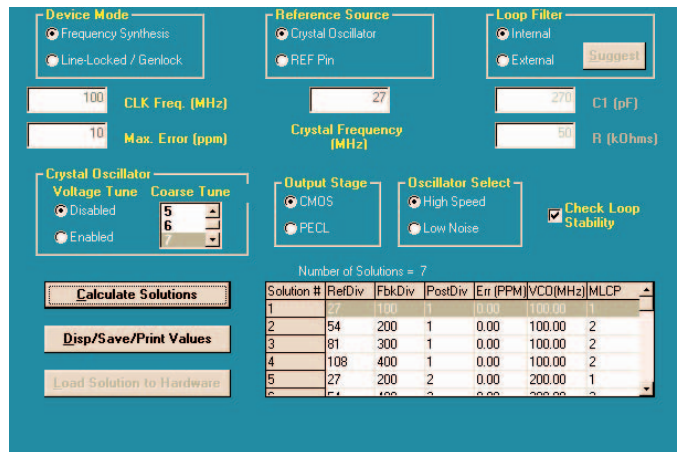 Device Mode
Frequency Synthesis
Line-Locked / Genlock
Reference Source
Crystal Oscillator
REF Pin
Loop Filter
Internal
External
Suggest
100 CLK Freq. (MHz)
10 Max. Error (ppm)
27
Crystal Frequency
(MHz)
270 C1 (pF)
50 R (kOhms)
Crystal Oscillator
Voltage Tune Coarse Tune
Disabled
Enabled
5
6
7
Output Stage
CMOS
PECL
Oscillator Select
High Speed
Low Noise
Check Loop
Stability
Number of Solutions = 7
Calculate Solutions
Disp/Save/Print Values
Load Solution to Hardware
Solution # RefDiv FbkDiv PostDiv Err (PPM) VCO(MHz) MLCP
1 27 100 1 0.00 100.00 1
2 54 200 1 0.00 100.00 2
3 81 300 1 0.00 100.00 2
4 108 400 1 0.00 100.00 2
5 27 200 2 0.00 200.00 1